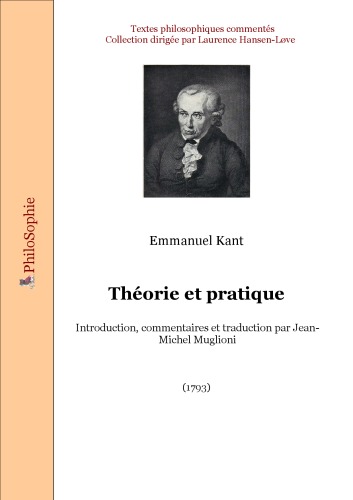 Textes philosophiques commentés
Collection dirigée par Laurence Hansen-Løve
Emmanuel Kant
Théorie et pratique
Introduction, commentaires et traduction par Jean-
Michel Muglioni
(1793)
PhiloSophie